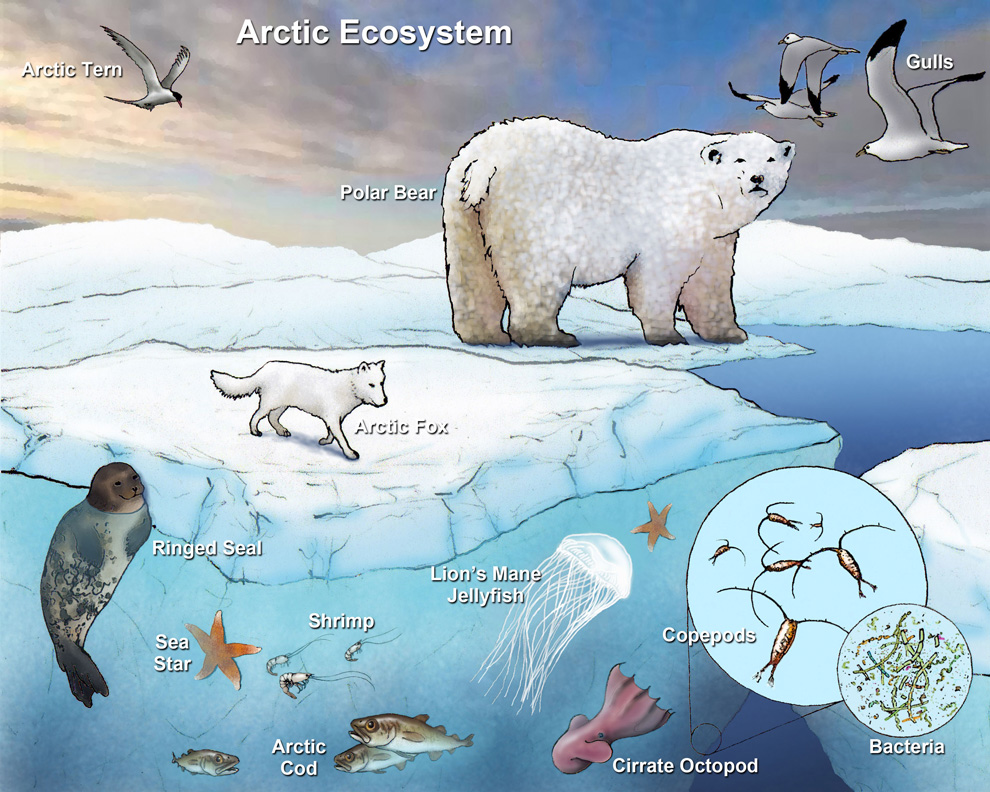 Arctic Ecosystem
Arctic Tern
Gulls
Polar Bear
Arctic Fox
Ringed Seal
Lion's Mane
Jellyfish
Shrimp
Sea
Star
Copepods
Arctic
Cod
Cirrate Octopod
Bacteria